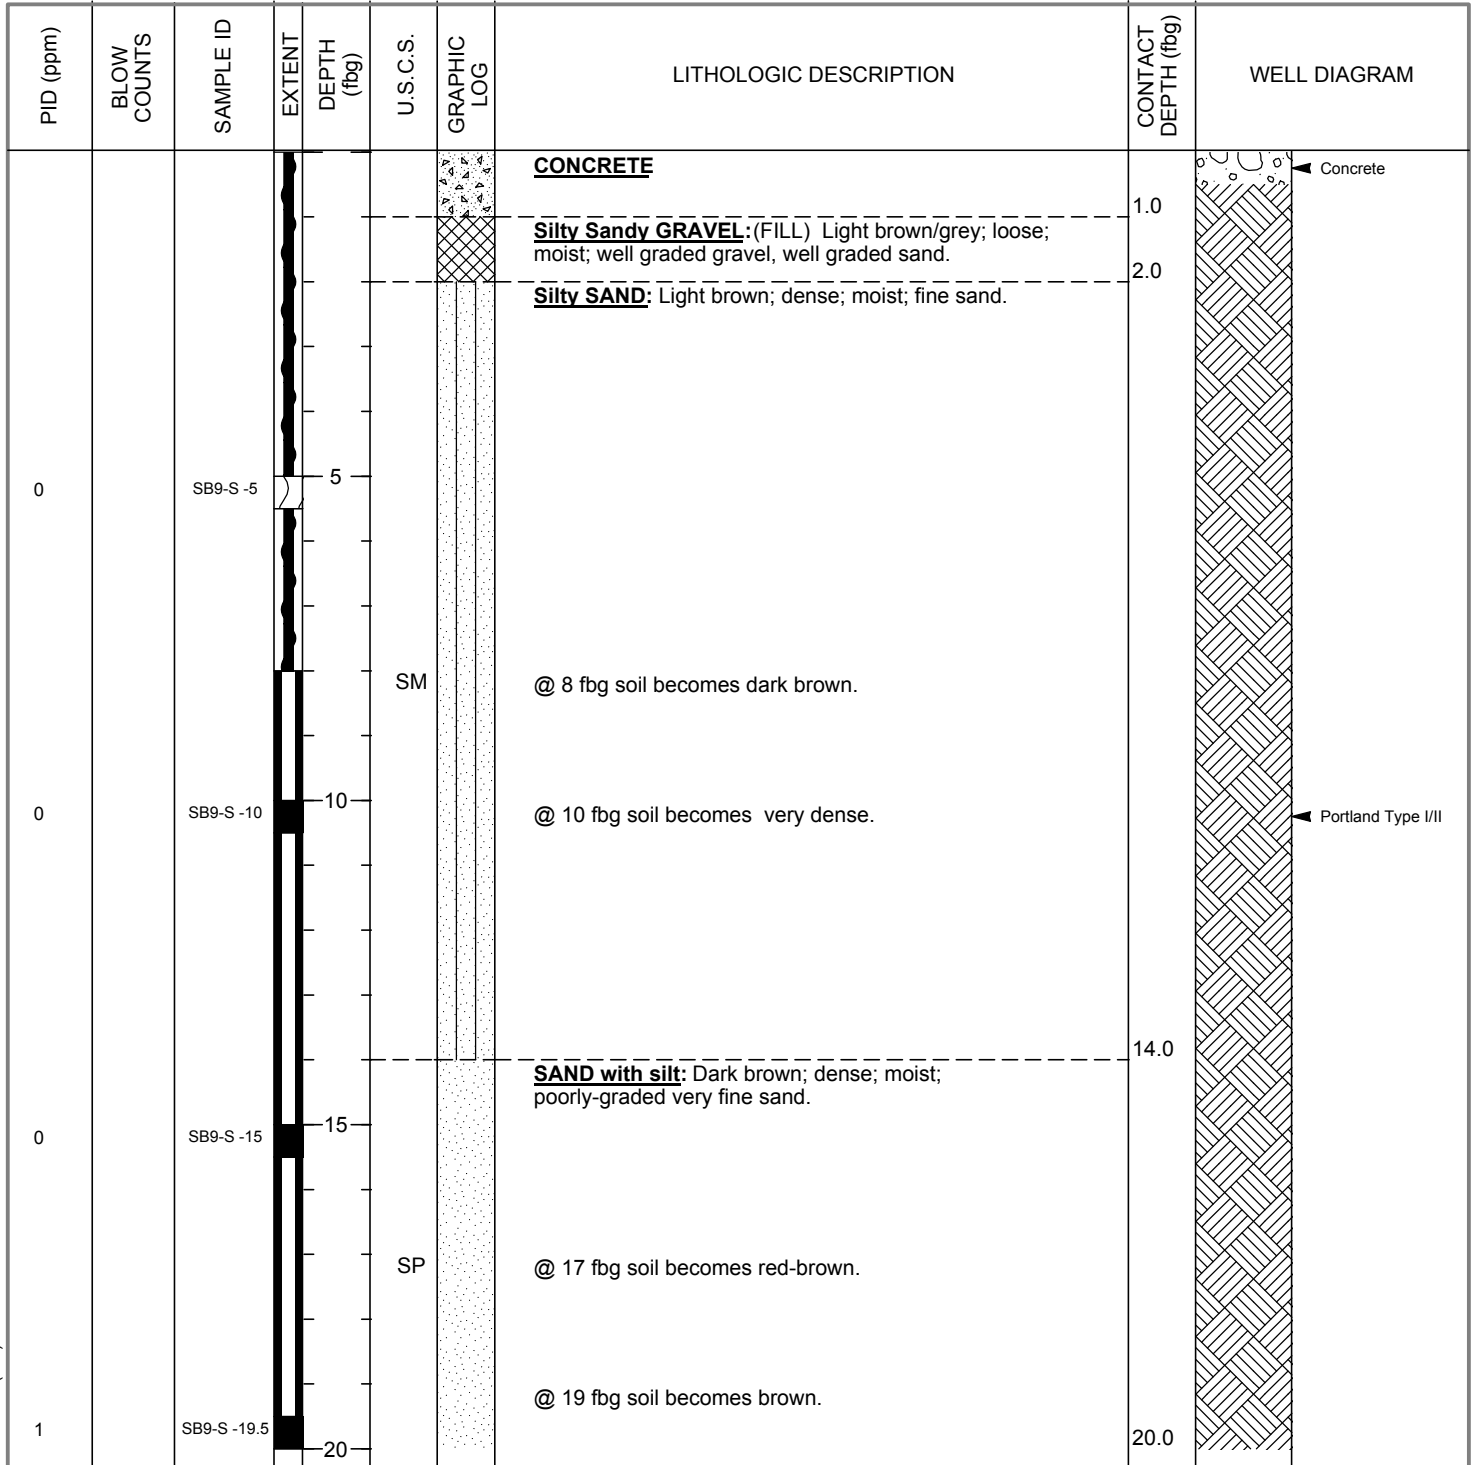 PID (ppm)
BLOW
COUNTS
SAMPLE ID
EXTENT
DEPTH
(fbg)
U.S.C.S.
GRAPHIC
LOG
LITHOLOGIC DESCRIPTION
CONTACT
DEPTH (fbg)
WELL DIAGRAM
CONCRETE
Concrete
1.0
Silty Sandy GRAVEL: (FILL) Light brown/grey; loose;
moist; well graded gravel, well graded sand.
2.0
Silty SAND: Light brown; dense; moist; fine sand.
0
SB9-S -5
5
SM
@ 8 fbg soil becomes dark brown.
0
SB9-S -10
10
@ 10 fbg soil becomes very dense.
Portland Type I/II
14.0
SAND with silt: Dark brown; dense; moist;
poorly-graded very fine sand.
0
SB9-S -15
15
SP
@ 17 fbg soil becomes red-brown.
@ 19 fbg soil becomes brown.
1
SB9-S -19.5
20
20.0